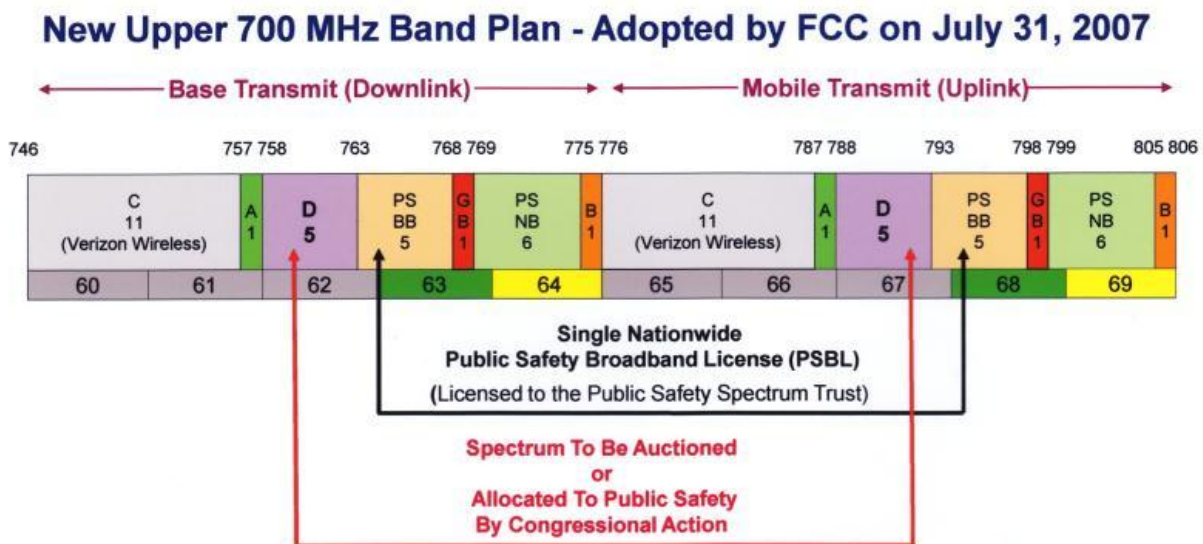 New Upper 700 MHz Band Plan - Adopted by FCC on July 31, 2007
Base Transmit (Downlink)
Mobile Transmit (Uplink)
746
757 758
763
768 769
775 776
787 788
793
798 799
805 806
C
11
(Verizon Wireless)
A
1
D
5
PS
BB
5
G
B
1
PS
NB
6
B
1
C
11
(Verizon Wireless)
A
1
D
5
PS
BB
5
G
B
1
PS
NB
6
B
1
60
61
62
63
64
65
66
67
68
69
Single Nationwide
Public Safety Broadband License (PSBL)
(Licensed to the Public Safety Spectrum Trust)
Spectrum To Be Auctioned
or
Allocated To Public Safety
By Congressional Action